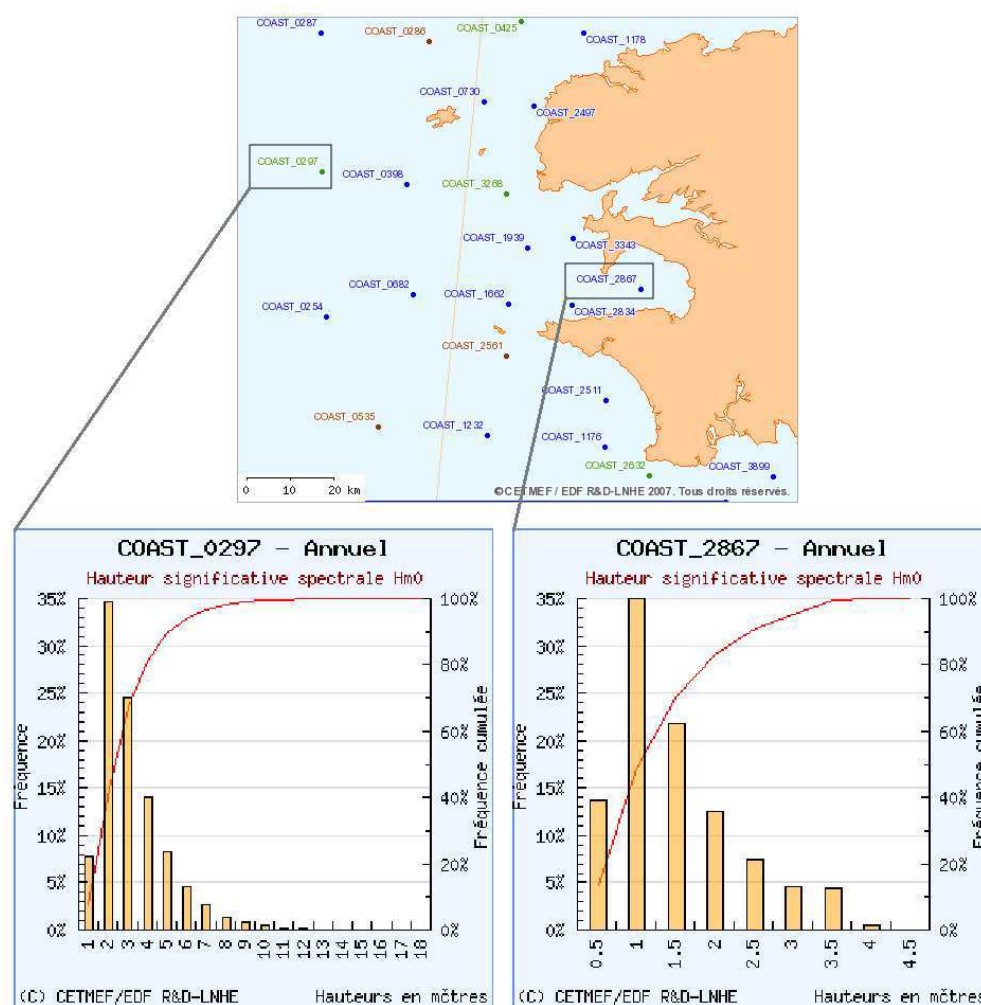 COAST_0287
COAST_0286
COAST_0425
COAST_1178
COAST_0730
COAST_2497
COAST_0297
COAST_0398
COAST_3268
COAST_1939
COAST_3343
COAST_2867
COAST_0682
COAST_1662
COAST_0254
COAST_2834
COAST_2561
COAST_2511
COAST_0535
COAST_1232
COAST_1176
COAST_2632
COAST_3899
0 10 20 km
©CETMEF / EDF R&D-LNHE 2007. Tous droits réservés.
COAST_0297 - Annuel
Hauteur significative spectrale Hm0
35%
30%
25%
20%
15%
10%
5%
0%
Fréquence
100%
80%
60%
40%
20%
0%
Fréquence cumulée
1 2 3 4 5 6 7 8 9 10 11 12 13 14 15 16 17 18
(C) CETMEF/EDF R&D-LNHE Hauteurs en mètres
COAST_2867 - Annuel
Hauteur significative spectrale Hm0
35%
30%
25%
20%
15%
10%
5%
0%
Fréquence
100%
80%
60%
40%
20%
0%
Fréquence cumulée
0.5 1 1.5 2 2.5 3 3.5 4 4.5
(C) CETMEF/EDF R&D-LNHE Hauteurs en mètres